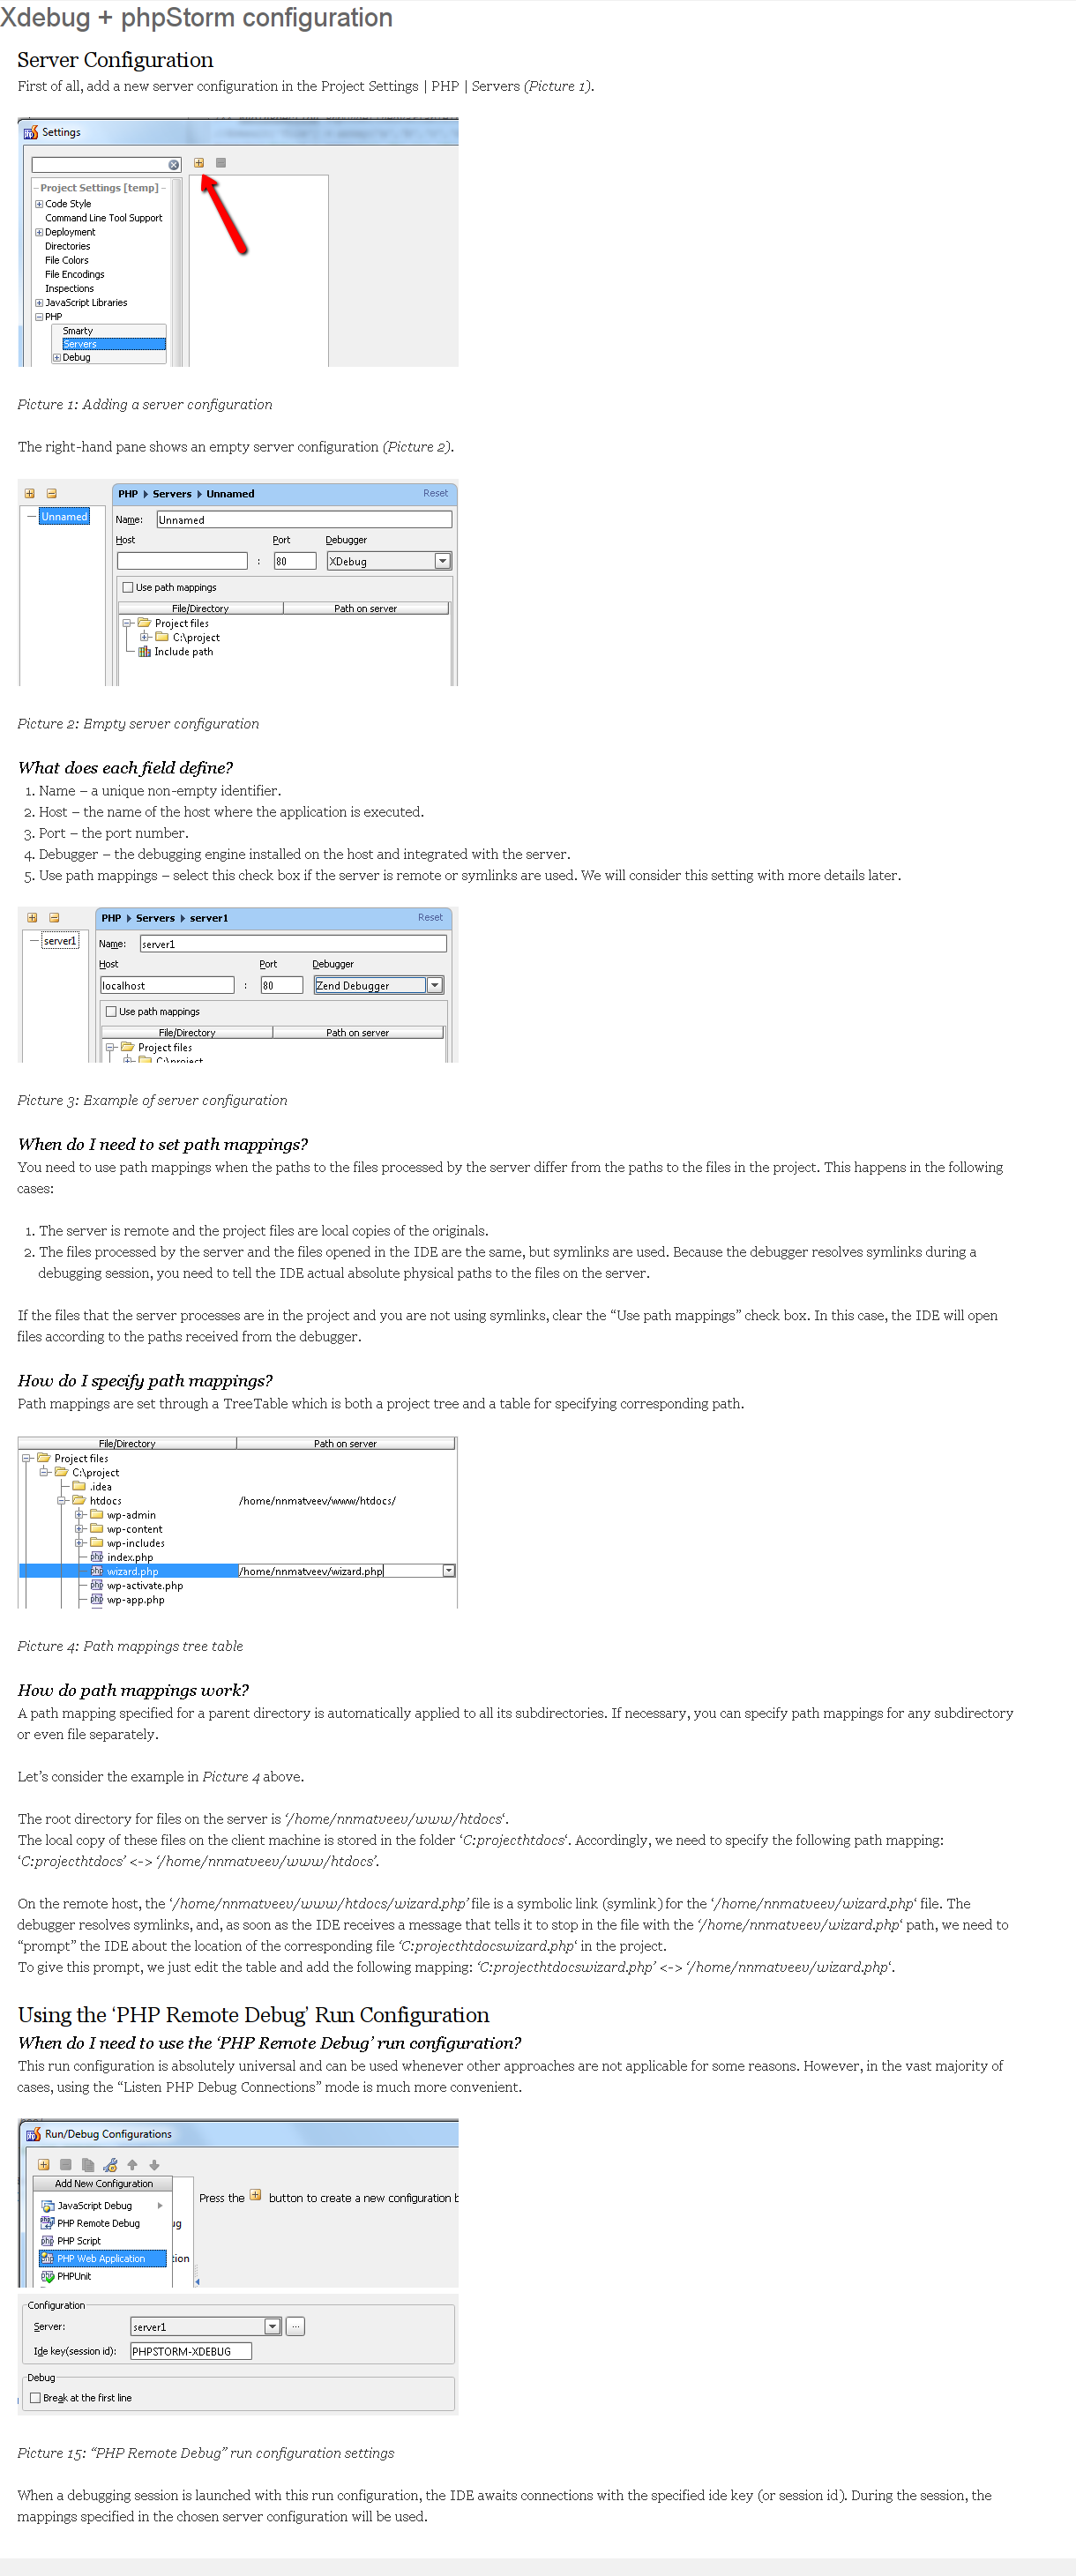 Xdebug + phpStorm configuration
Server Configuration
First of all, add a new server configuration in the Project Settings | PHP | Servers (Picture 1).
Settings
Project Settings [temp]
Code Style
Command Line Tool Support
Deployment
Directories
File Colors
File Encodings
Inspections
JavaScript Libraries
PHP
Smarty
Servers
Debug
Picture 1: Adding a server configuration
The right-hand pane shows an empty server configuration (Picture 2).
PHP Servers Unnamed Reset
Unnamed
Name: Unnamed
Host Port Debugger
: 80 XDebug
Use path mappings
File/Directory Path on server
Project files
C:\project
Include path
Picture 2: Empty server configuration
What does each field define?
1. Name – a unique non-empty identifier.
2. Host – the name of the host where the application is executed.
3. Port – the port number.
4. Debugger – the debugging engine installed on the host and integrated with the server.
5. Use path mappings – select this check box if the server is remote or symlinks are used. We will consider this setting with more details later.
PHP Servers server1 Reset
server1
Name: server1
Host Port Debugger
localhost : 80 Zend Debugger
Use path mappings
File/Directory Path on server
Project files
C:\project
Picture 3: Example of server configuration
When do I need to set path mappings?
You need to use path mappings when the paths to the files processed by the server differ from the paths to the files in the project. This happens in the following
cases:
1. The server is remote and the project files are local copies of the originals.
2. The files processed by the server and the files opened in the IDE are the same, but symlinks are used. Because the debugger resolves symlinks during a
debugging session, you need to tell the IDE actual absolute physical paths to the files on the server.
If the files that the server processes are in the project and you are not using symlinks, clear the “Use path mappings” check box. In this case, the IDE will open
files according to the paths received from the debugger.
How do I specify path mappings?
Path mappings are set through a TreeTable which is both a project tree and a table for specifying corresponding path.
File/Directory Path on server
Project files
C:\project
.idea
htdocs /home/nnmatveev/www/htdocs/
wp-admin
wp-content
wp-includes
index.php
wizard.php /home/nnmatveev/wizard.php
wp-activate.php
wp-app.php
Picture 4: Path mappings tree table
How do path mappings work?
A path mapping specified for a parent directory is automatically applied to all its subdirectories. If necessary, you can specify path mappings for any subdirectory
or even file separately.
Let’s consider the example in Picture 4 above.
The root directory for files on the server is ‘/home/nnmatveev/www/htdocs‘.
The local copy of these files on the client machine is stored in the folder ‘C:projecthtdocs‘. Accordingly, we need to specify the following path mapping:
‘C:projecthtdocs’ <-> ‘/home/nnmatveev/www/htdocs’.
On the remote host, the ‘/home/nnmatveev/www/htdocs/wizard.php’ file is a symbolic link (symlink) for the ‘/home/nnmatveev/wizard.php‘ file. The
debugger resolves symlinks, and, as soon as the IDE receives a message that tells it to stop in the file with the ‘/home/nnmatveev/wizard.php‘ path, we need to
“prompt” the IDE about the location of the corresponding file ‘C:projecthtdocswizard.php‘ in the project.
To give this prompt, we just edit the table and add the following mapping: ‘C:projecthtdocswizard.php’ <-> ‘/home/nnmatveev/wizard.php‘.
Using the ‘PHP Remote Debug’ Run Configuration
When do I need to use the ‘PHP Remote Debug’ run configuration?
This run configuration is absolutely universal and can be used whenever other approaches are not applicable for some reasons. However, in the vast majority of
cases, using the “Listen PHP Debug Connections” mode is much more convenient.
Run/Debug Configurations
Add New Configuration
Press the button to create a new configuration b
JavaScript Debug
PHP Remote Debug ug
PHP Script
PHP Web Application tion
PHPUnit
Configuration
Server: server1 ...
Ide key(session id): PHPSTORM-XDEBUG
Debug
Break at the first line
Picture 15: “PHP Remote Debug” run configuration settings
When a debugging session is launched with this run configuration, the IDE awaits connections with the specified ide key (or session id). During the session, the
mappings specified in the chosen server configuration will be used.